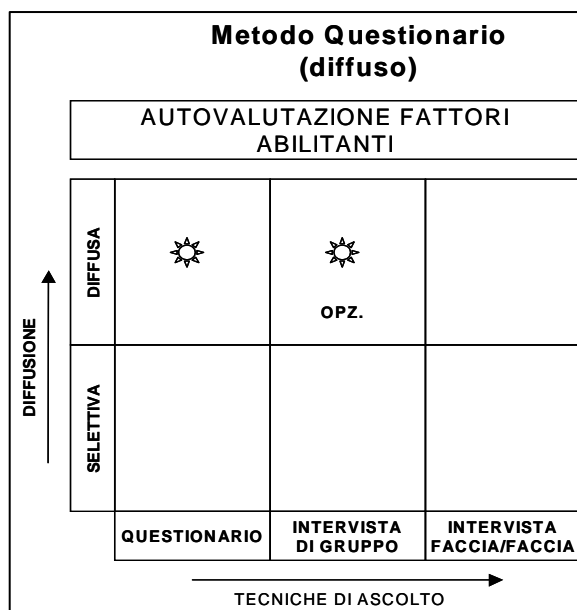 Metodo Questionario
(diffuso)
AUTOVALUTAZIONE FATTORI
ABILITANTI
DIFFUSIONE
DIFFUSA
OPZ.
SELETTIVA
QUESTIONARIO
INTERVISTA
DI GRUPPO
INTERVISTA
FACCIA/FACCIA
TECNICHE DI ASCOLTO